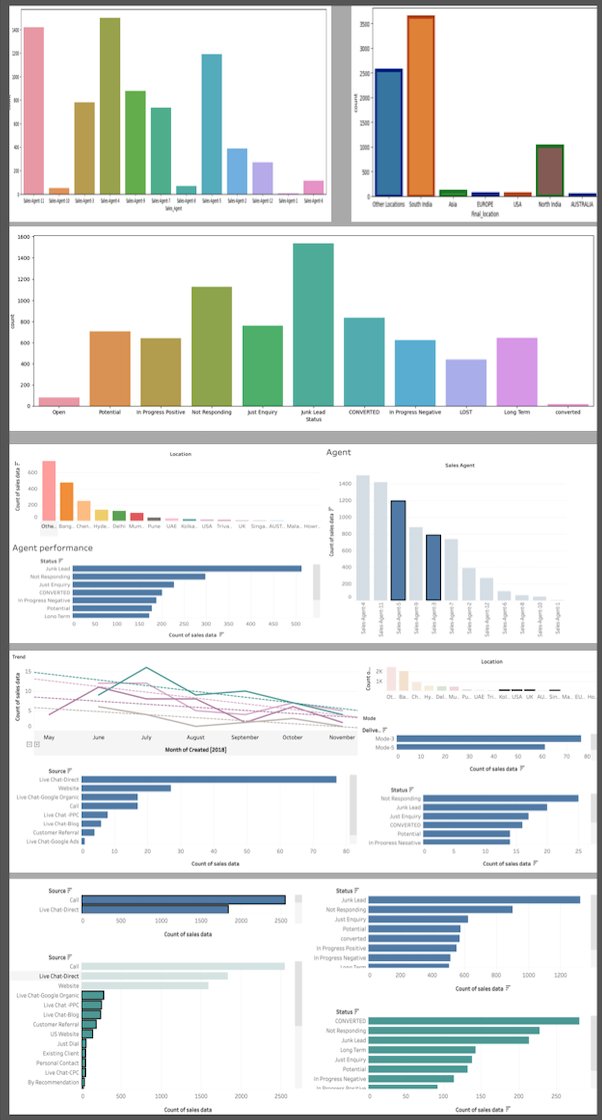 1400
1200
1000
800
600
400
200
0
Sales-Agent-11 Sales-Agent-10 Sales-Agent-3 Sales-Agent-4 Sales-Agent-9 Sales-Agent-7 Sales-Agent-5 Sales-Agent-2 Sales-Agent-12 Sales-Agent-1
Sales_Agent
3500
3000
2500
2000
1500
1000
500
0
count
Other Locations South India Asia EUROPE USA North India AUSTRALIA
Final_location
1600
1400
1200
1000
800
600
400
200
0
count
Open Potential In Progress Positive Not Responding Just Enquiry Junk Lead CONVERTED In Progress Negative LOST Long Term converted
Status
Location
Count of sales data
600
400
200
0
Othe.. Bang.. Chen.. Hyde.. Delhi Mum.. Pune UAE Kolka.. USA Triva.. UK Singa.. AUST.. Mala.. Howr..
Agent performance
Status
Junk Lead
Not Responding
Just Enquiry
CONVERTED
In Progress Negative
Potential
Long Term
0 100 200 300 400 500
Count of sales data
Agent
Sales Agent
Count of sales data
1400
1200
1000
800
600
400
200
0
Sales-Agent-4 Sales-Agent-11 Sales-Agent-5 Sales-Agent-9 Sales-Agent-3 Sales-Agent-7 Sales-Agent-2 Sales-Agent-12 Sales-Agent-6 Sales-Agent-8 Sales-Agent-10 Sales-Agent-1
Trend
Count of sales data
15
10
5
0
May June July August September October November
Month of Created [2018]
Location
Count o...
2K
1K
Ot.. Ba.. Ch.. Hy.. Del.. Mu.. Pu.. UAE Tri.. Kol.. USA UK AU.. Sin.. Ma.. EU.. Ho..
Mode
Delive..
Mode-3
Mode-5
0 10 20 30 40 50 60 70 80
Count of sales data
Source
Live Chat-Direct
Website
Live Chat-Google Organic
Call
Live Chat -PPC
Live Chat-Blog
Customer Referral
Live Chat-Google Ads
0 10 20 30 40 50 60 70 80
Count of sales data
Status
Not Responding
Junk Lead
Just Enquiry
CONVERTED
Potential
In Progress Negative
0 5 10 15 20 25
Count of sales data
Source
Call
Live Chat-Direct
0 500 1000 1500 2000 2500
Count of sales data
Status
Junk Lead
Not Responding
Just Enquiry
Potential
converted
In Progress Positive
In Progress Negative
Long Term
0 200 400 600 800 1000 1200
Count of sales data
Source
Call
Live Chat-Direct
Website
Live Chat-Google Organic
Live Chat -PPC
Live Chat-Blog
Customer Referral
US Website
Just Dial
Existing Client
Personal Contact
Live Chat-CPC
By Recommendation
0 500 1000 1500 2000 2500
Count of sales data
Status
CONVERTED
Not Responding
Junk Lead
Long Term
Just Enquiry
Potential
In Progress Negative
In Progress Positive
0 50 100 150 200 250
Count of sales data